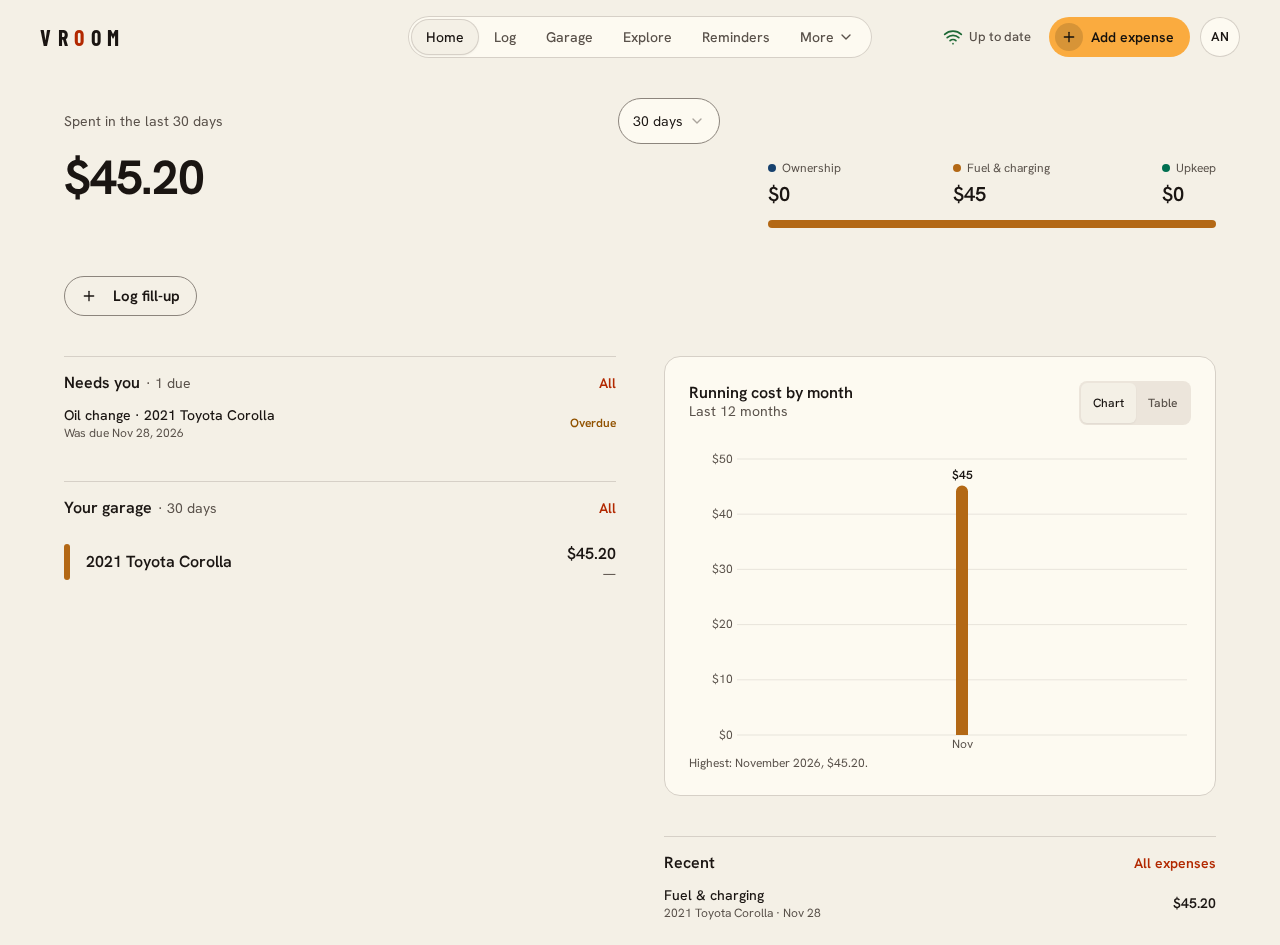 VROOM
Home
Log
Garage
Explore
Reminders
More
Up to date
Add expense
AN
Spent in the last 30 days
30 days
$45.20
Ownership
$0
Fuel & charging
$45
Upkeep
$0
Log fill-up
Needs you · 1 due
All
Oil change · 2021 Toyota Corolla
Was due Nov 28, 2026
Overdue
Your garage · 30 days
All
2021 Toyota Corolla
$45.20
—
Running cost by month
Last 12 months
Chart
Table
$50
$45
$40
$30
$20
$10
$0
Nov
Highest: November 2026, $45.20.
Recent
All expenses
Fuel & charging
2021 Toyota Corolla · Nov 28
$45.20